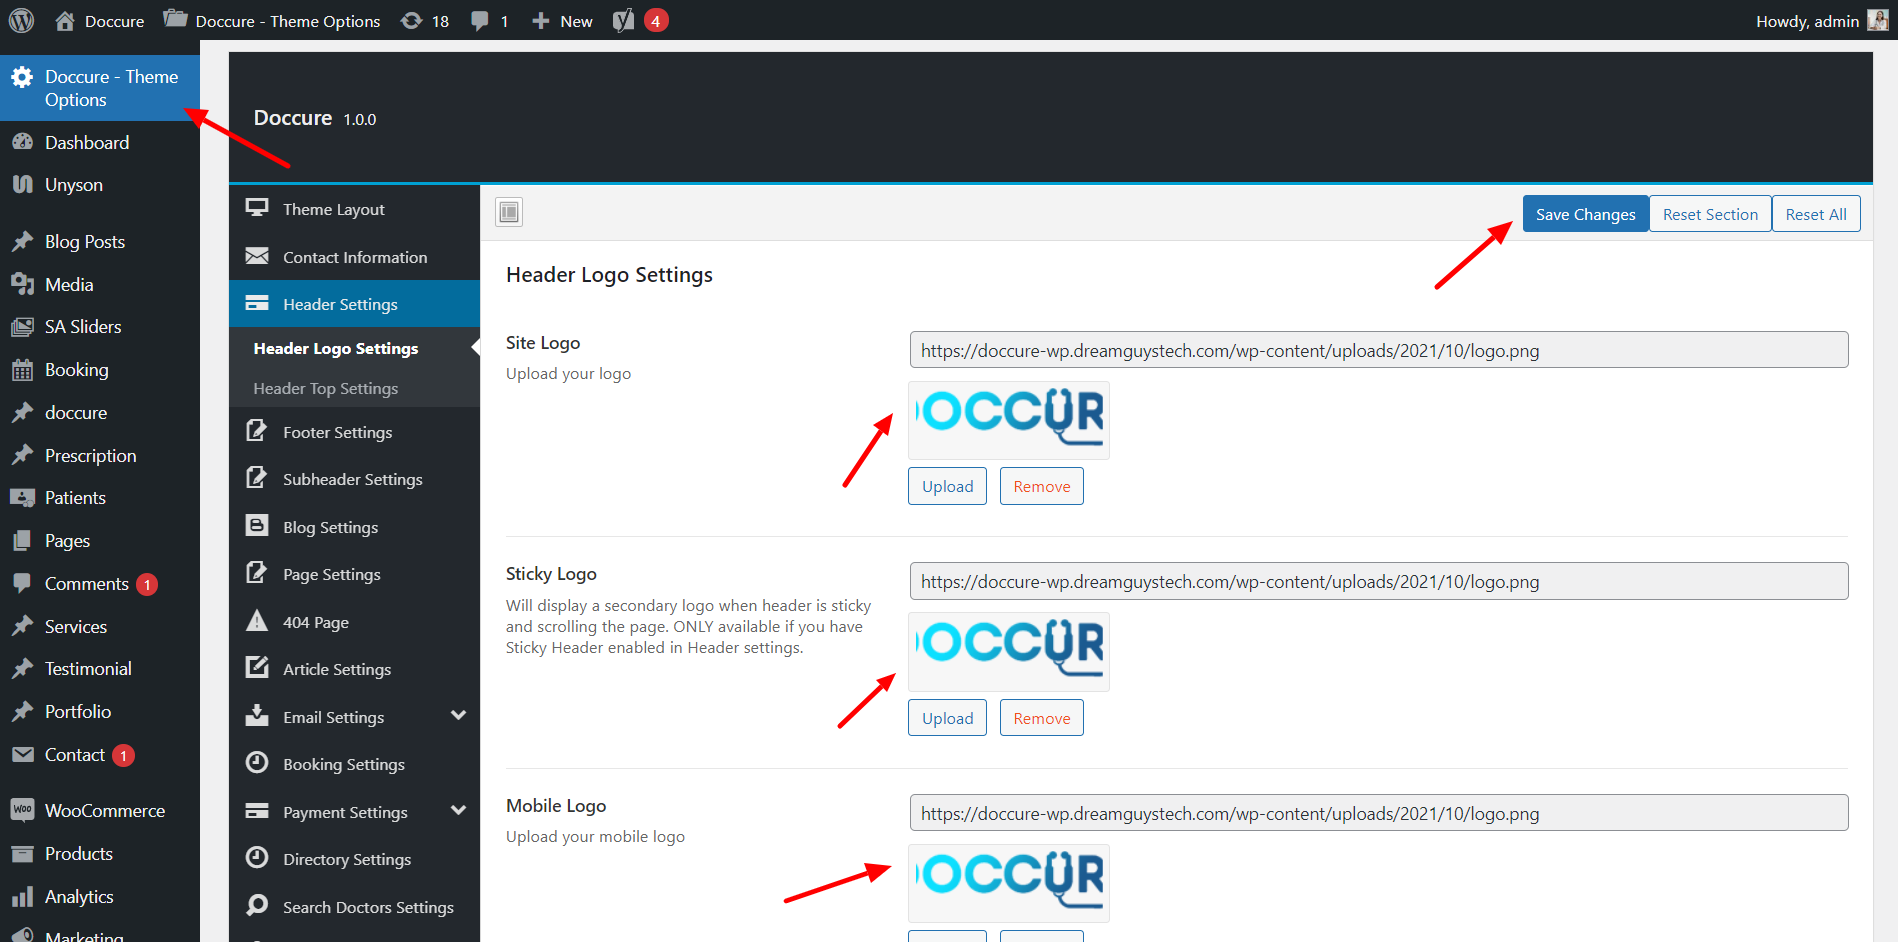 Doccure
Doccure - Theme Options
18
1
New
4
Howdy, admin
Doccure - Theme
Options
Dashboard
Unyson
Blog Posts
Media
SA Sliders
Booking
doccure
Prescription
Patients
Pages
Comments 1
Services
Testimonial
Portfolio
Contact 1
WooCommerce
Products
Analytics
Marketing
Doccure 1.0.0
Theme Layout
Contact Information
Header Settings
Header Logo Settings
Header Top Settings
Footer Settings
Subheader Settings
Blog Settings
Page Settings
404 Page
Article Settings
Email Settings
Booking Settings
Payment Settings
Directory Settings
Search Doctors Settings
Save Changes
Reset Section
Reset All
Header Logo Settings
Site Logo
Upload your logo
https://doccure-wp.dreamguystech.com/wp-content/uploads/2021/10/logo.png
OCCUR
Upload
Remove
Sticky Logo
Will display a secondary logo when header is sticky
and scrolling the page. ONLY available if you have
Sticky Header enabled in Header settings.
https://doccure-wp.dreamguystech.com/wp-content/uploads/2021/10/logo.png
OCCUR
Upload
Remove
Mobile Logo
Upload your mobile logo
https://doccure-wp.dreamguystech.com/wp-content/uploads/2021/10/logo.png
OCCUR